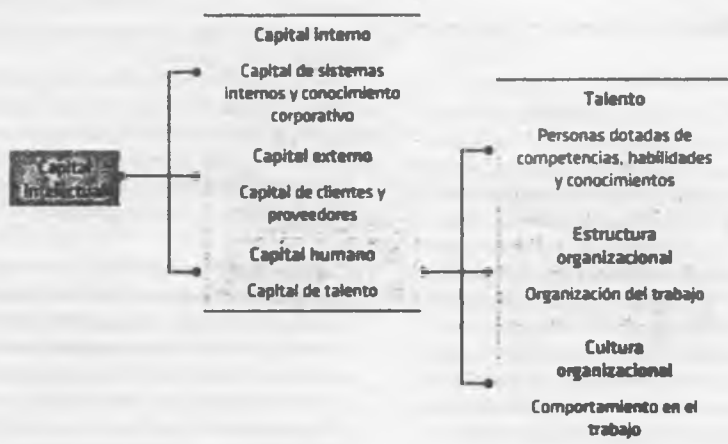 Capital
Intelectual
Capital interno
Capital de sistemas
internos y conocimiento
corporativo
Capital externo
Capital de clientes y
proveedores
Capital humano
Capital de talento
Talento
Personas dotadas de
competencias, habilidades
y conocimientos
Estructura
organizacional
Organización del trabajo
Cultura
organizacional
Comportamiento en el
trabajo